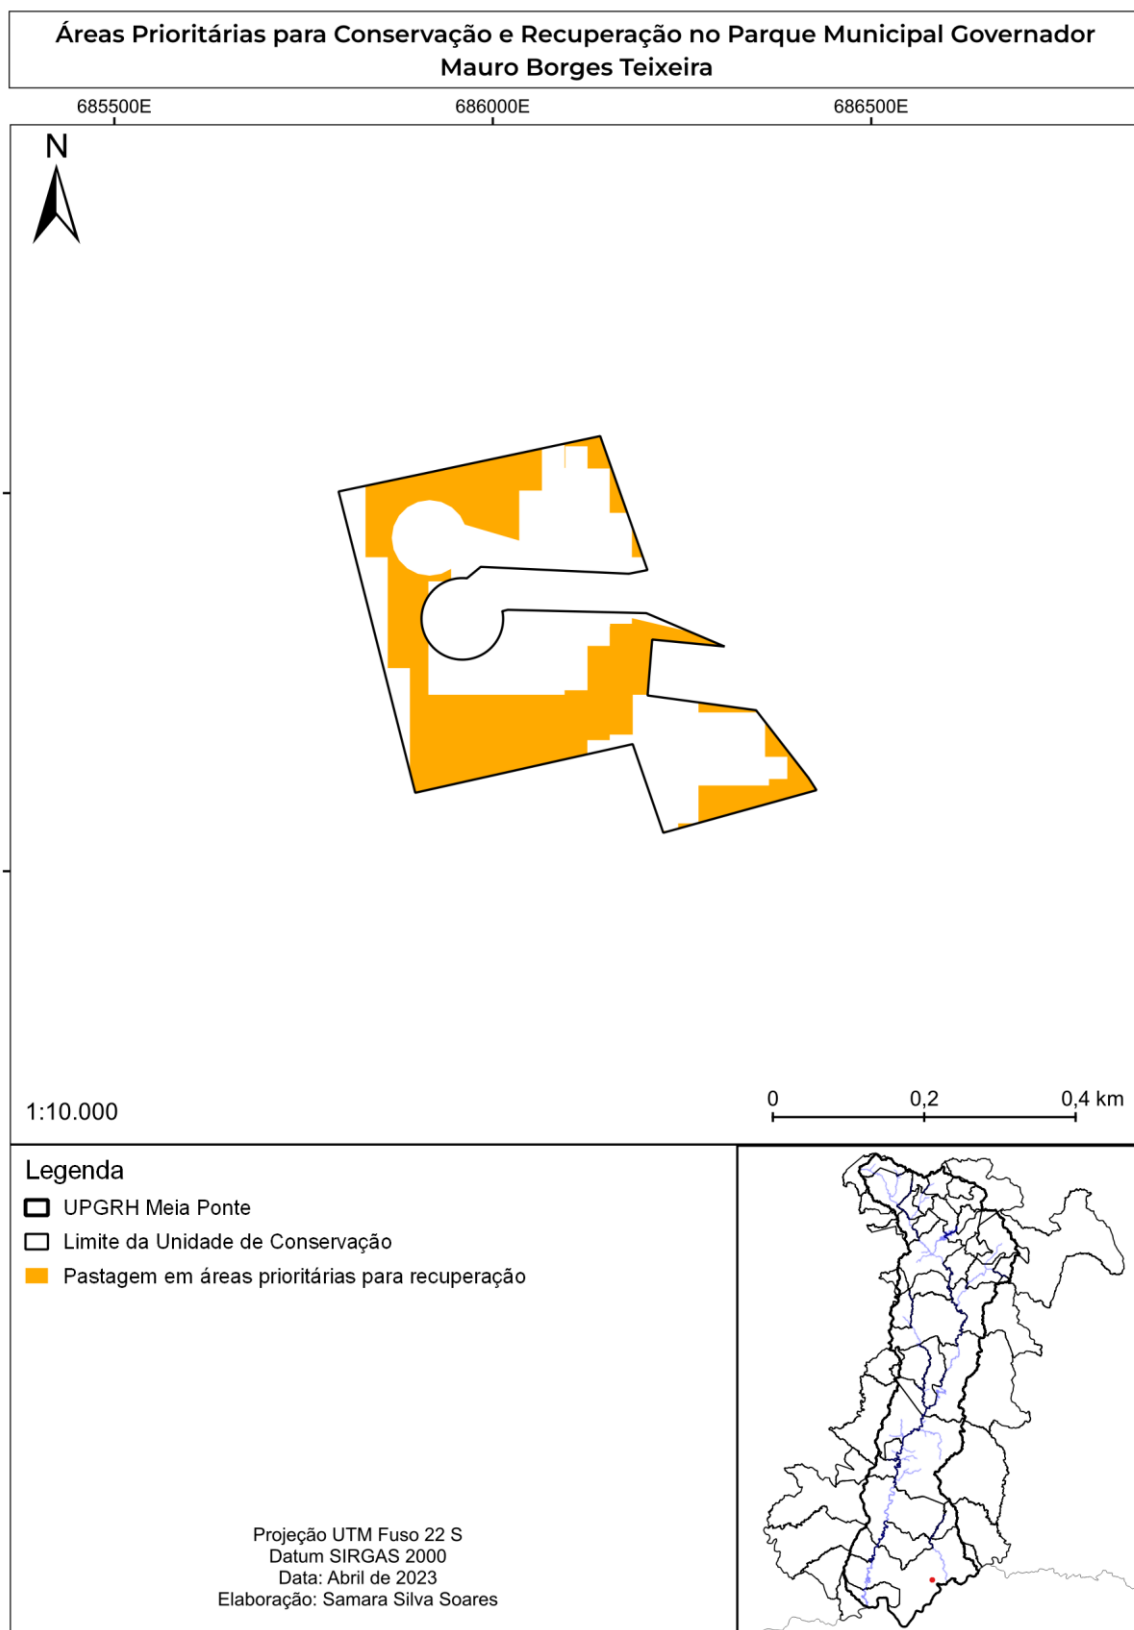 Áreas Prioritárias para Conservação e Recuperação no Parque Municipal Governador
Mauro Borges Teixeira
685500E 686000E 686500E
N
1:10.000
0 0,2 0,4 km
Legenda
UPGRH Meia Ponte
Limite da Unidade de Conservação
Pastagem em áreas prioritárias para recuperação
Projeção UTM Fuso 22 S
Datum SIRGAS 2000
Data: Abril de 2023
Elaboração: Samara Silva Soares